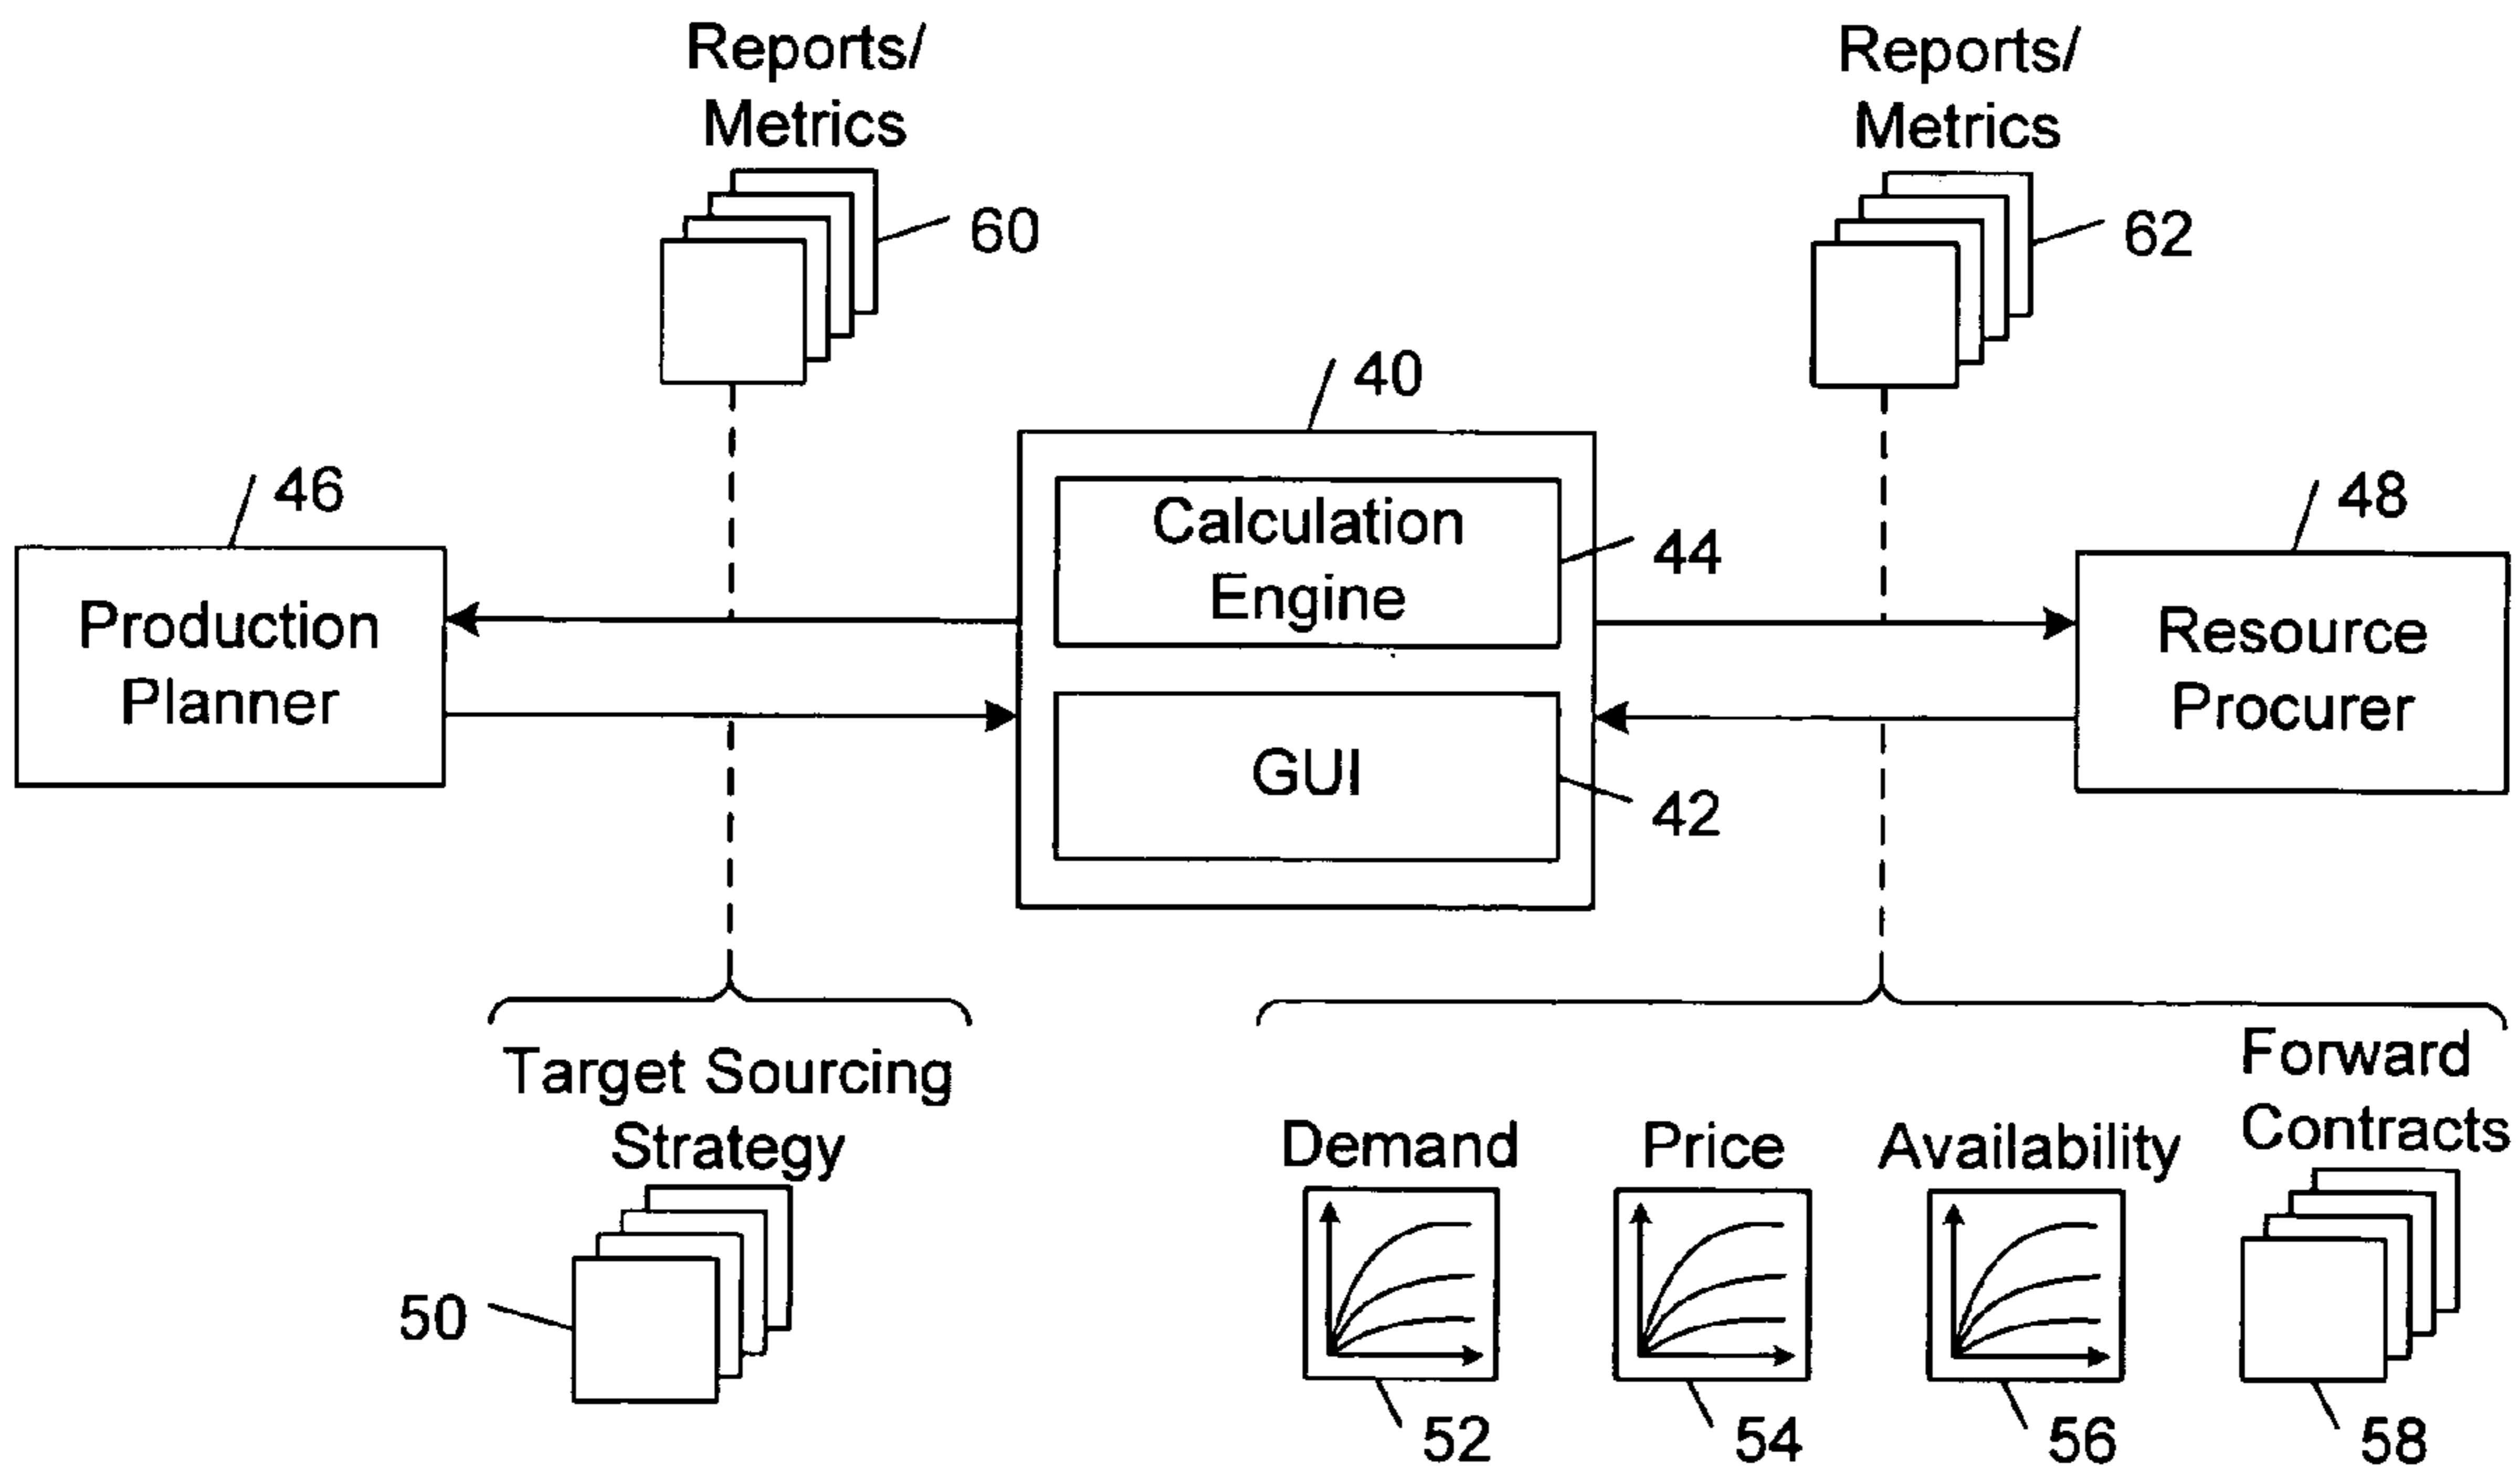 Reports/
Metrics
60
Reports/
Metrics
62
40
46
Production
Planner
Calculation
Engine
44
GUI
42
48
Resource
Procurer
Target Sourcing
Strategy
50
Demand
52
Price
54
Availability
56
Forward
Contracts
58